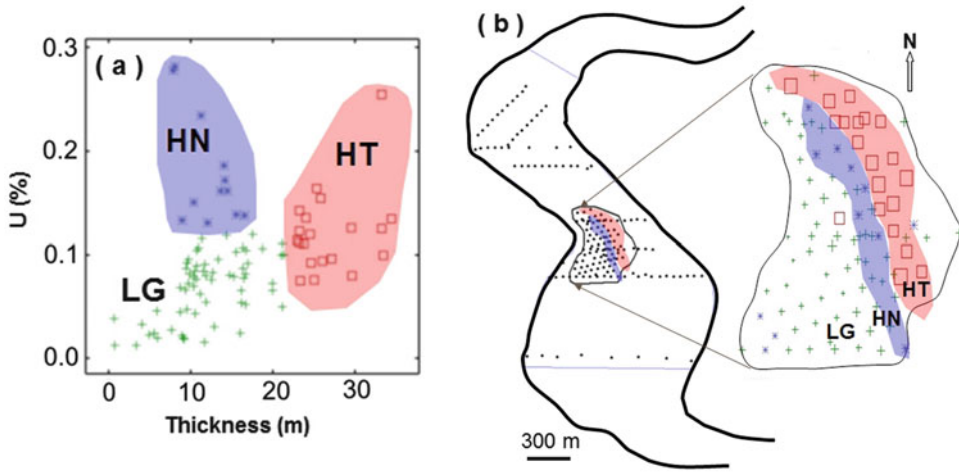 ( a )
U (%)
0.3
0.2
0.1
0.0
HN
HT
LG
0 10 20 30
Thickness (m)
( b )
300 m
N
HT
HN
LG